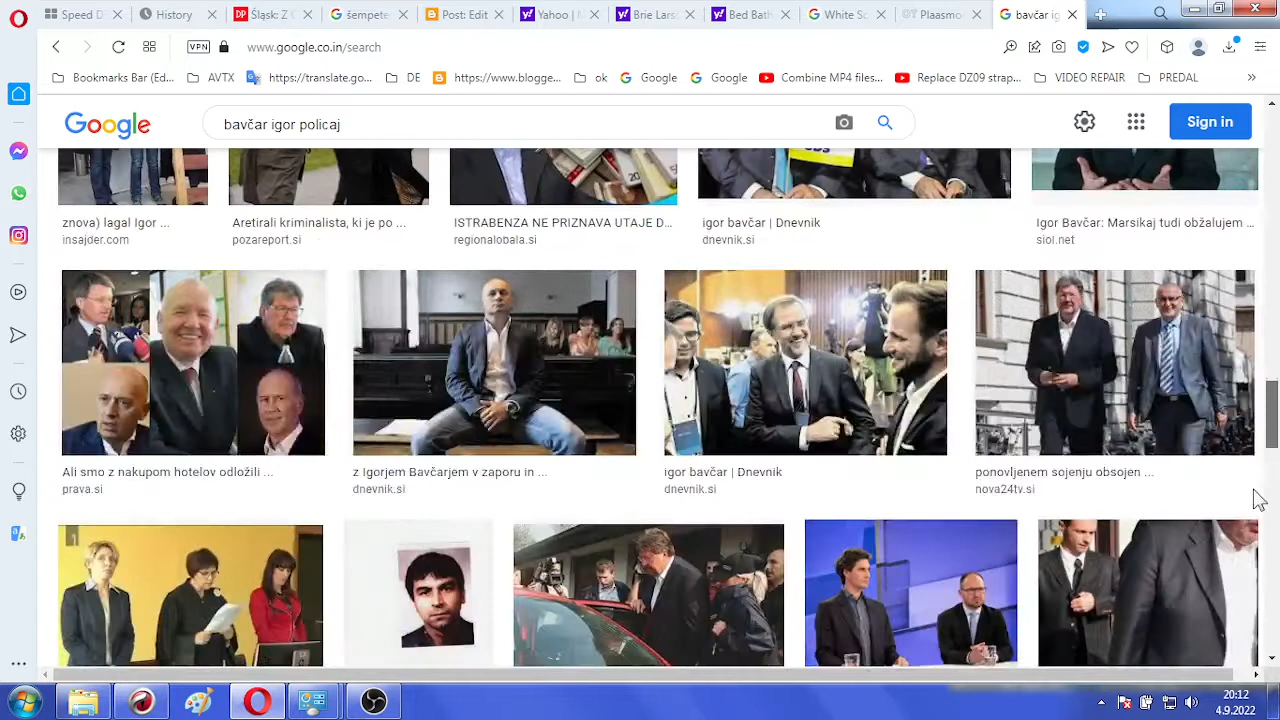 Speed D
History
Śląsk: 7 (
šempete
Post: Edit
Yahoo | M
Brie Lars
Bed Bath
White Sc
Plaasmo
bavčar ig
VPN
www.google.co.in/search
Bookmarks Bar (Ed...
AVTX
https://translate.go...
DE
https://www.blogge...
ok
Google
Google
Combine MP4 files...
Replace DZ09 strap...
VIDEO REPAIR
PREDAL
Google
bavčar igor policaj
Sign in
znova) lagal Igor ...
Aretirali kriminalista, ki je po ...
ISTRABENZA NE PRIZNAVA UTAJE D...
igor bavčar | Dnevnik
Igor Bavčar: Marsikaj tudi obžalujem ...
insajder.com
pozareport.si
regionalobala.si
dnevnik.si
siol.net
Ali smo z nakupom hotelov odložili ...
z Igorjem Bavčarjem v zaporu in ...
igor bavčar | Dnevnik
ponovljenem sojenju obsojen ...
prava.si
dnevnik.si
dnevnik.si
nova24tv.si
20:12
4.9.2022